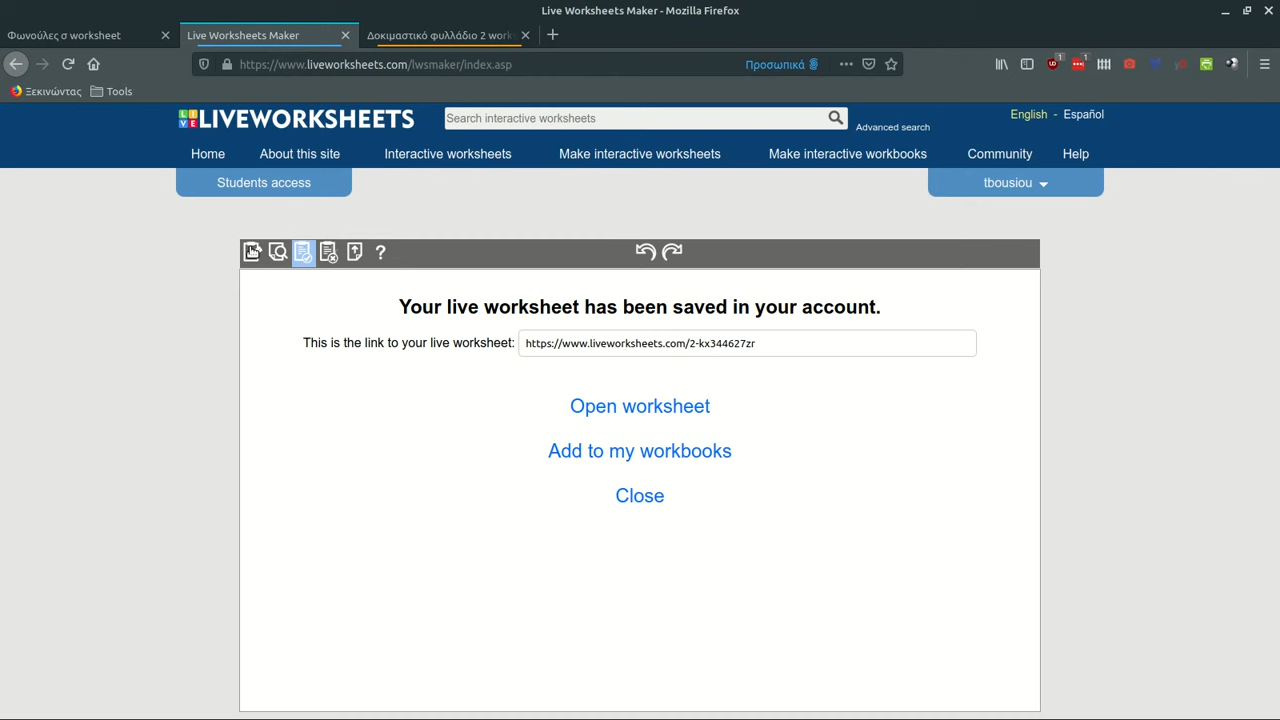 Live Worksheets Maker - Mozilla Firefox
Φωνούλες σ worksheet
Live Worksheets Maker
Δοκιμαστικό φυλλάδιο 2 work
https://www.liveworksheets.com/lwsmaker/index.asp
Προσωπικά
Ξεκινώντας
Tools
LIVE LIVEWORKSHEETS
Search interactive worksheets
Advanced search
English - Español
Home
About this site
Interactive worksheets
Make interactive worksheets
Make interactive workbooks
Community
Help
Students access
tbousiou
?
Your live worksheet has been saved in your account.
This is the link to your live worksheet: https://www.liveworksheets.com/2-kx344627zr
Open worksheet
Add to my workbooks
Close